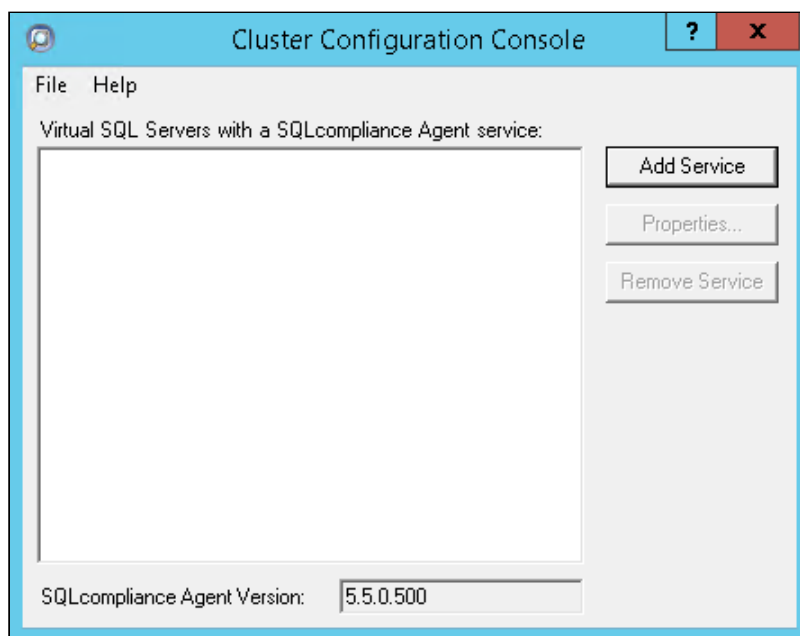 Cluster Configuration Console
? x
File Help
Virtual SQL Servers with a SQLcompliance Agent service:
Add Service
Properties...
Remove Service
SQLcompliance Agent Version: 5.5.0.500